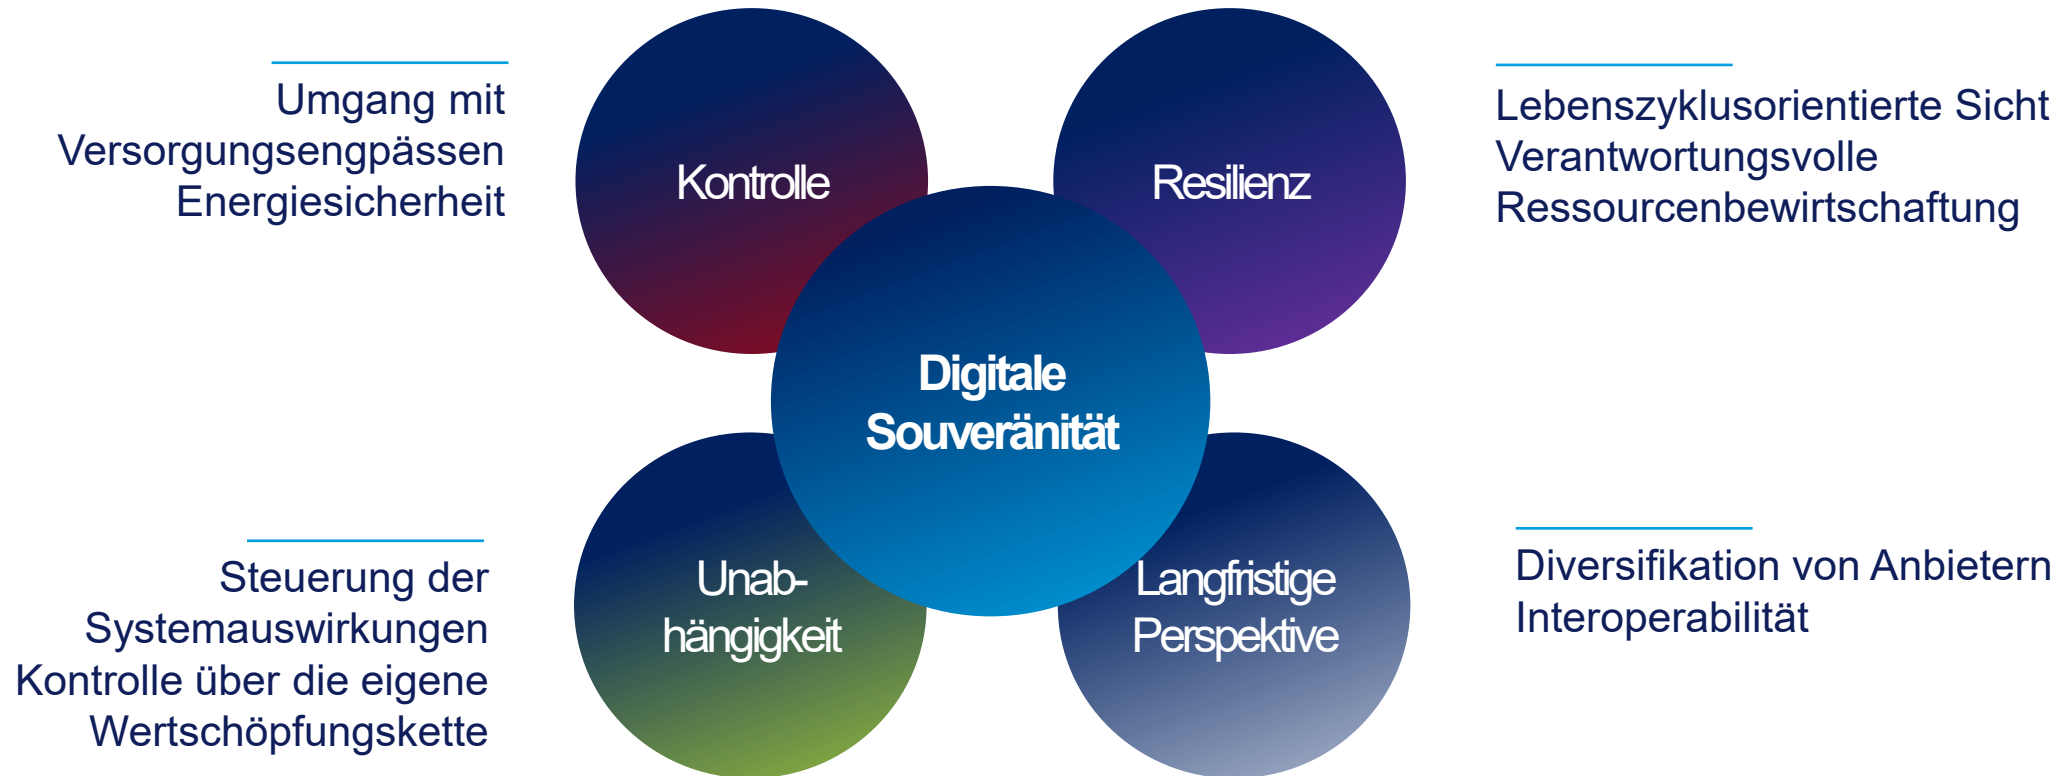 Umgang mit
Versorgungsengpässen
Energiesicherheit
Kontrolle
Resilienz
Lebenszyklusorientierte Sicht
Verantwortungsvolle
Ressourcenbewirtschaftung
Digitale
Souveränität
Steuerung der
Systemauswirkungen
Kontrolle über die eigene
Wertschöpfungskette
Unab-
hängigkeit
Langfristige
Perspektive
Diversifikation von Anbietern
Interoperabilität